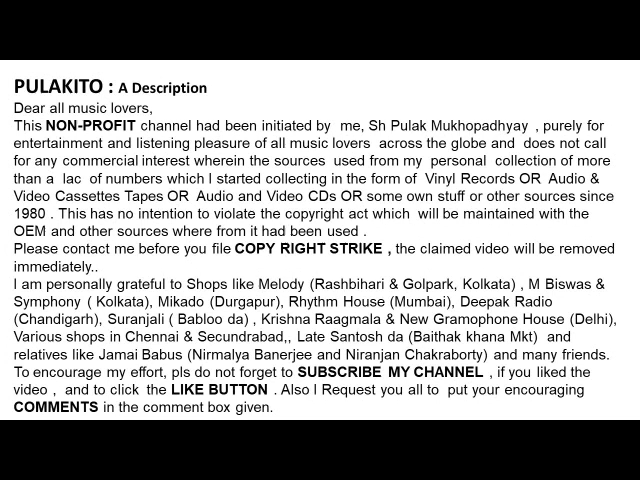 PULAKITO : A Description
Dear all music lovers,
This NON-PROFIT channel had been initiated by me, Sh Pulak Mukhopadhyay , purely for
entertainment and listening pleasure of all music lovers across the globe and does not call
for any commercial interest wherein the sources used from my personal collection of more
than a lac of numbers which I started collecting in the form of Vinyl Records OR Audio &
Video Cassettes Tapes OR Audio and Video CDs OR some own stuff or other sources since
1980 . This has no intention to violate the copyright act which will be maintained with the
OEM and other sources where from it had been used .
Please contact me before you file COPY RIGHT STRIKE , the claimed video will be removed
immediately..
I am personally grateful to Shops like Melody (Rashbihari & Golpark, Kolkata) , M Biswas &
Symphony ( Kolkata), Mikado (Durgapur), Rhythm House (Mumbai), Deepak Radio
(Chandigarh), Suranjali ( Babloo da) , Krishna Raagmala & New Gramophone House (Delhi),
Various shops in Chennai & Secundrabad,, Late Santosh da (Baithak khana Mkt) and
relatives like Jamai Babus (Nirmalya Banerjee and Niranjan Chakraborty) and many friends.
To encourage my effort, pls do not forget to SUBSCRIBE MY CHANNEL , if you liked the
video , and to click the LIKE BUTTON . Also I Request you all to put your encouraging
COMMENTS in the comment box given.